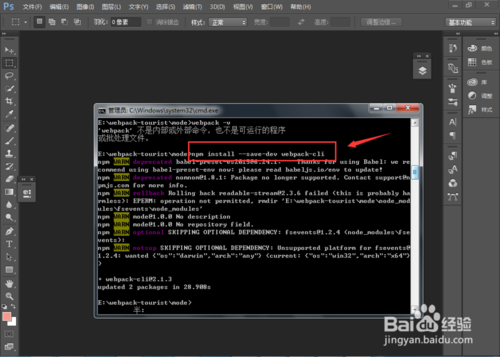 Ps 文件(F) 编辑(E) 图像(I) 图层(L) 类型(Y) 选择(S) 滤镜(T) 3D(D) 视图(V) 窗口(W) 帮助(H)
羽化: 0 像素 消除锯齿 样式: 正常 宽度: 高度: 调整边缘... 基本功能
管理员: C:\Windows\system32\cmd.exe
E:\webpack-tourist\mode>webpack -v
'webpack' 不是内部或外部命令，也不是可运行的程序
或批处理文件。
E:\webpack-tourist\mode>npm install --save-dev webpack-cli
npm WARN deprecated babel-preset-es2015@6.24.1: Thanks for using Babel: we re
commend using babel-preset-env now: please read babeljs.io/env to update!
npm WARN deprecated nomnom@1.8.1: Package no longer supported. Contact support@n
pmjs.com for more info.
npm WARN rollback Rolling back readable-stream@2.3.6 failed (this is probably ha
rmless): EPERM: operation not permitted, rmdir 'E:\webpack-tourist\mode\node_mod
ules\fsevents\node_modules'
npm WARN mode@1.0.0 No description
npm WARN mode@1.0.0 No repository field.
npm WARN optional SKIPPING OPTIONAL DEPENDENCY: fsevents@1.2.4 (node_modules\fse
vents):
npm WARN notsup SKIPPING OPTIONAL DEPENDENCY: Unsupported platform for fsevents@
1.2.4: wanted {"os":"darwin","arch":"any"} (current: {"os":"win32","arch":"x64"}
)
+ webpack-cli@2.1.3
updated 2 packages in 28.908s
E:\webpack-tourist\mode>
半:
Baidu 经验
jingyan.baidu.com